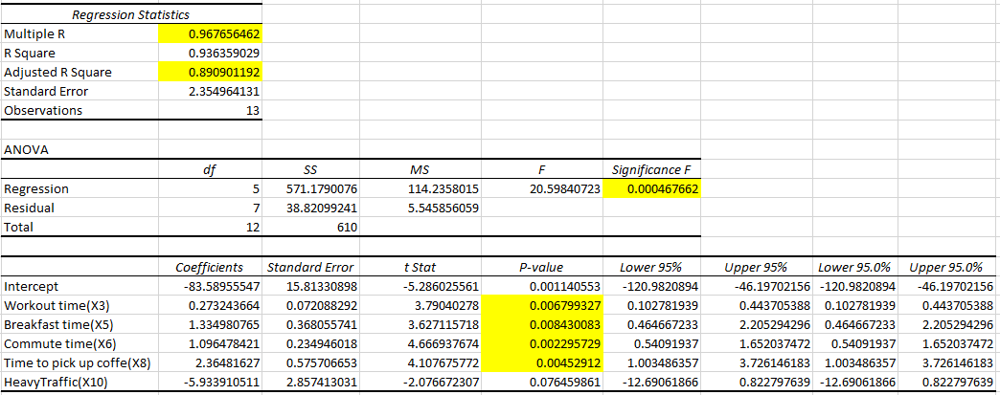 Regression Statistics
Multiple R 0.967656462
R Square 0.936359029
Adjusted R Square 0.890901192
Standard Error 2.354964131
Observations 13
ANOVA
df SS MS F Significance F
Regression 5 571.1790076 114.2358015 20.59840723 0.000467662
Residual 7 38.82099241 5.545856059
Total 12 610
Coefficients Standard Error t Stat P-value Lower 95% Upper 95% Lower 95.0% Upper 95.0%
Intercept -83.58955547 15.81330898 -5.286025561 0.001140553 -120.9820894 -46.19702156 -120.9820894 -46.19702156
Workout time(X3) 0.273243664 0.072088292 3.79040278 0.006799327 0.102781939 0.443705388 0.102781939 0.443705388
Breakfast time(X5) 1.334980765 0.368055741 3.627115718 0.008430083 0.464667233 2.205294296 0.464667233 2.205294296
Commute time(X6) 1.096478421 0.234946018 4.666937674 0.002295729 0.54091937 1.652037472 0.54091937 1.652037472
Time to pick up coffe(X8) 2.36481627 0.575706653 4.107675772 0.00452912 1.003486357 3.726146183 1.003486357 3.726146183
HeavyTraffic(X10) -5.933910511 2.857413031 -2.076672307 0.076459861 -12.69061866 0.822797639 -12.69061866 0.822797639